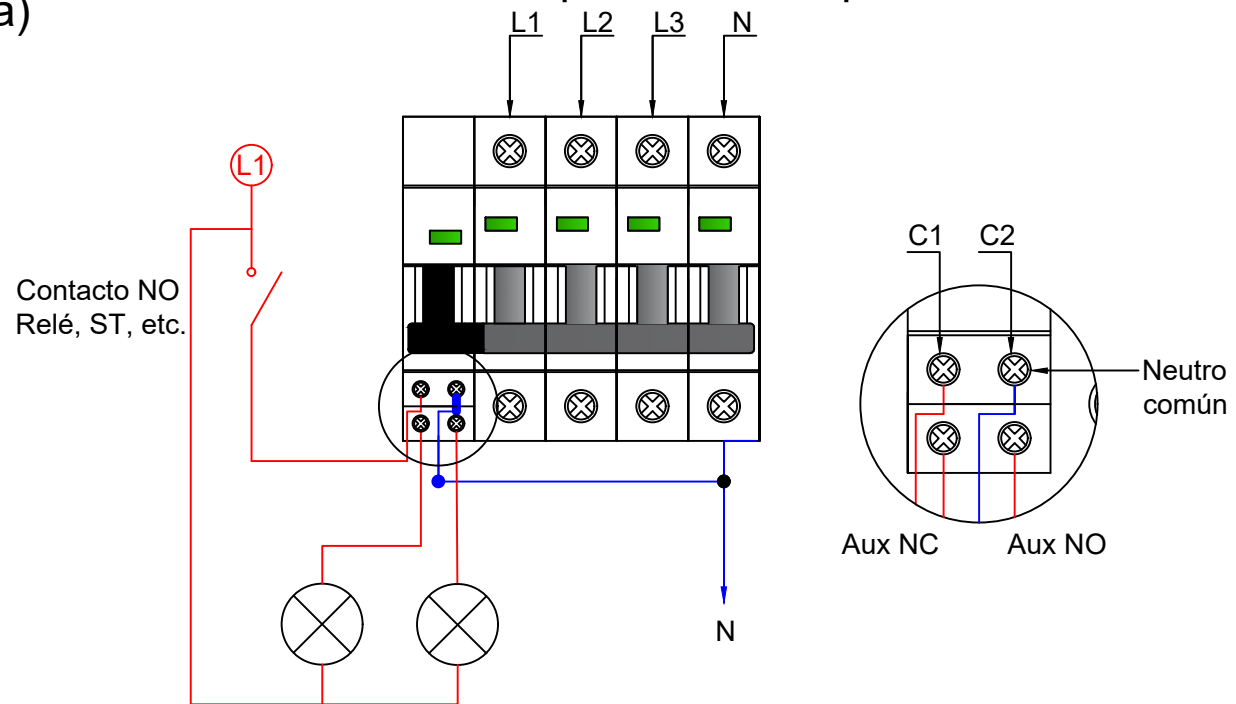 a)
L1 L2 L3 N
L1
Contacto NO
Relé, ST, etc.
C1 C2
Neutro
común
Aux NC Aux NO
N